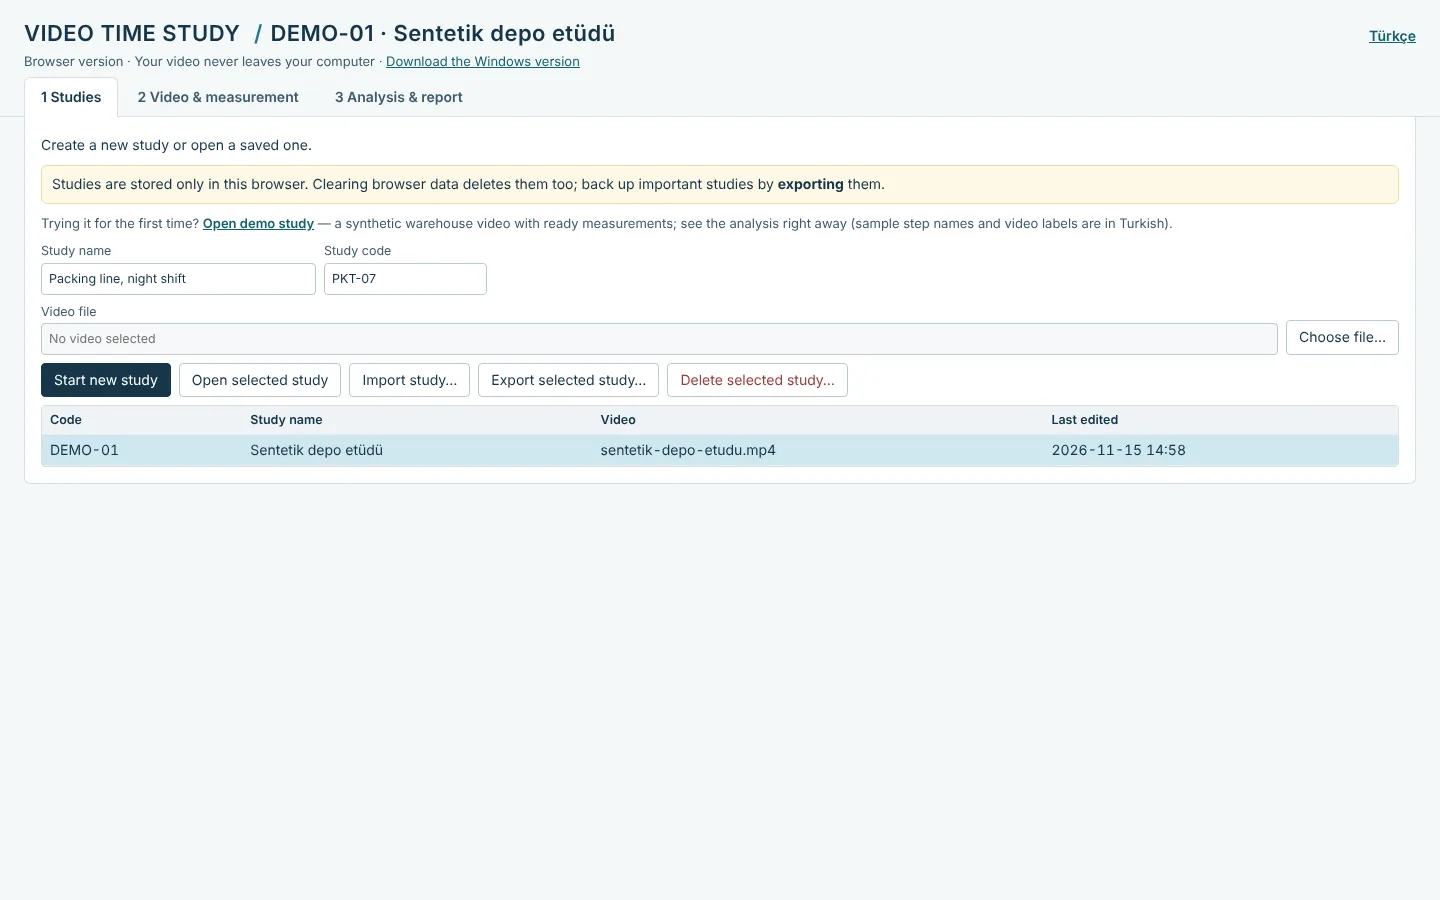 VIDEO TIME STUDY / DEMO-01 · Sentetik depo etüdü
Türkçe
Browser version · Your video never leaves your computer · Download the Windows version
1 Studies 2 Video & measurement 3 Analysis & report
Create a new study or open a saved one.
Studies are stored only in this browser. Clearing browser data deletes them too; back up important studies by exporting them.
Trying it for the first time? Open demo study — a synthetic warehouse video with ready measurements; see the analysis right away (sample step names and video labels are in Turkish).
Study name Study code
Packing line, night shift PKT-07
Video file
No video selected Choose file...
Start new study Open selected study Import study... Export selected study... Delete selected study...
Code Study name Video Last edited
DEMO-01 Sentetik depo etüdü sentetik-depo-etudu.mp4 2026-11-15 14:58